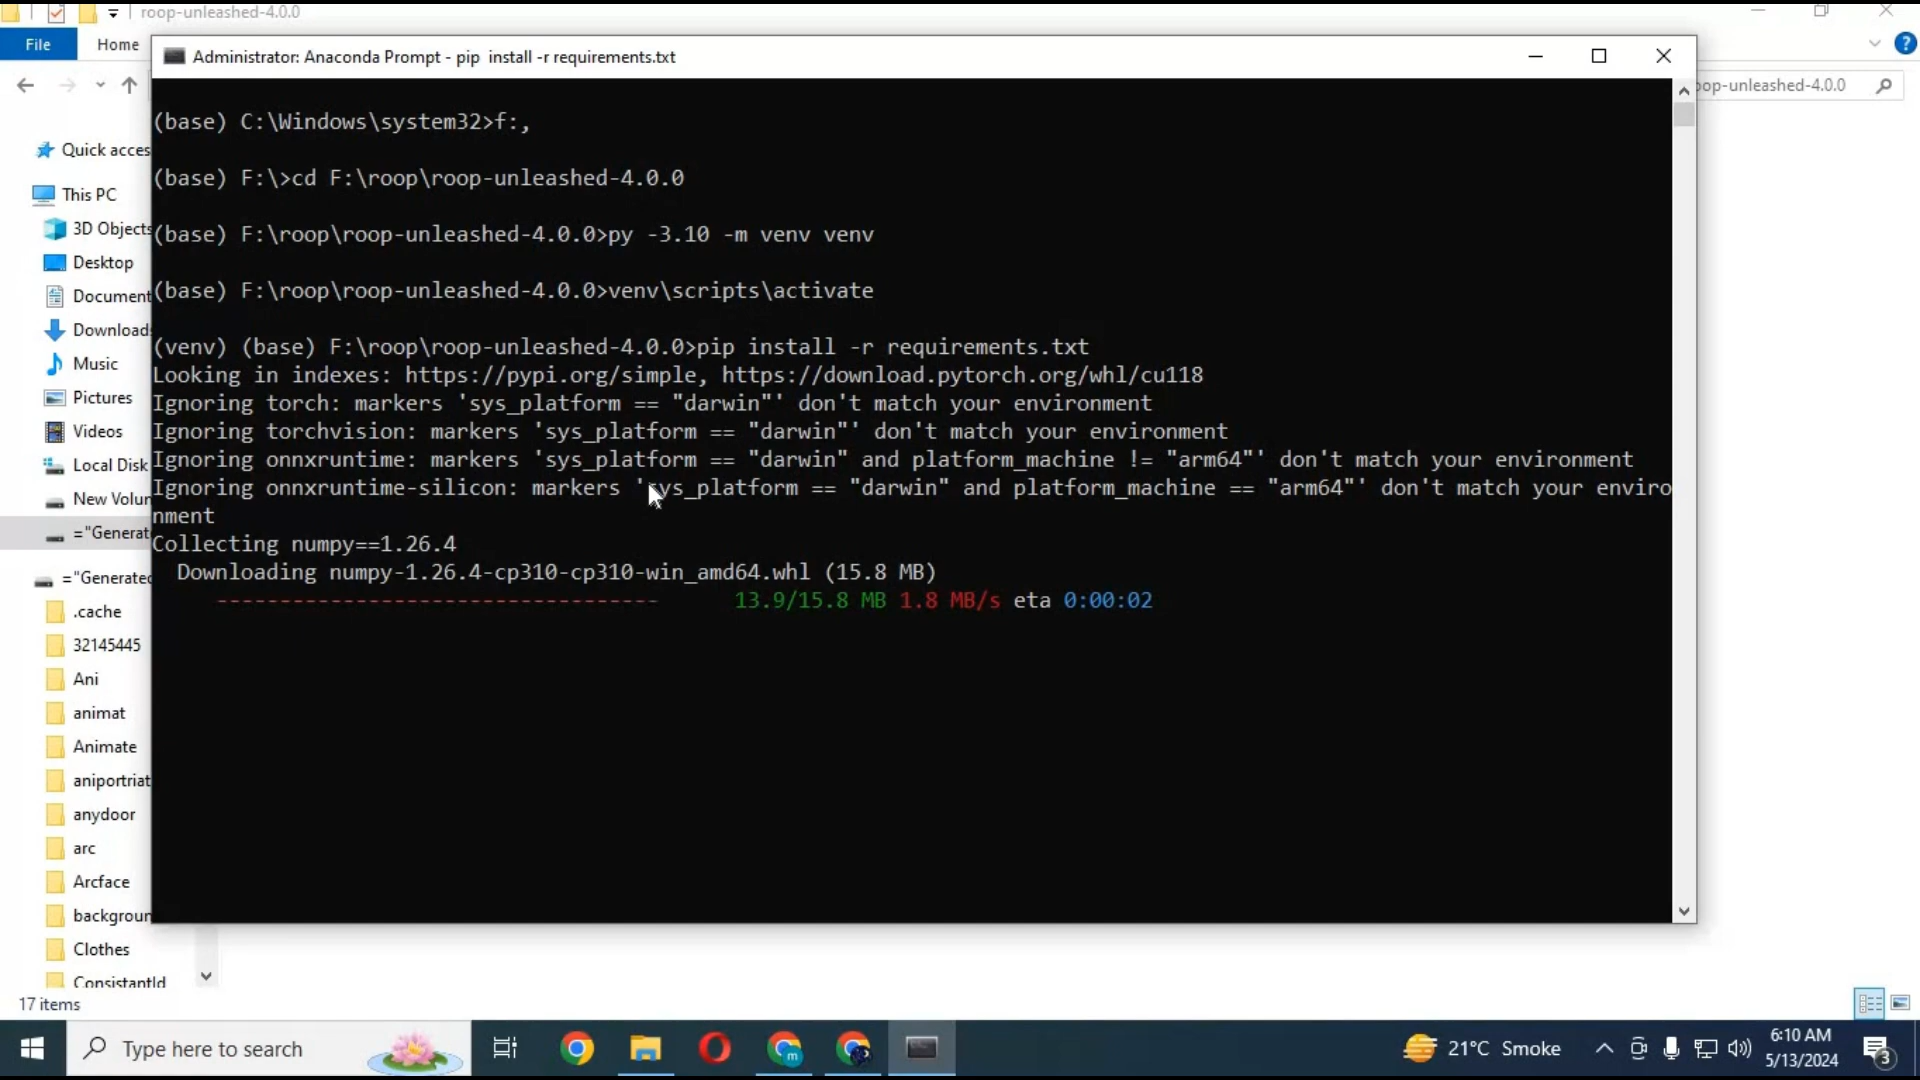 roop-unleashed-4.0.0
File
Home
Administrator: Anaconda Prompt - pip  install -r requirements.txt
oop-unleashed-4.0.0
(base) C:\Windows\system32>f:,
(base) F:\>cd F:\roop\roop-unleashed-4.0.0
(base) F:\roop\roop-unleashed-4.0.0>py -3.10 -m venv venv
(base) F:\roop\roop-unleashed-4.0.0>venv\scripts\activate
(venv) (base) F:\roop\roop-unleashed-4.0.0>pip install -r requirements.txt
Looking in indexes: https://pypi.org/simple, https://download.pytorch.org/whl/cu118
Ignoring torch: markers 'sys_platform == "darwin"' don't match your environment
Ignoring torchvision: markers 'sys_platform == "darwin"' don't match your environment
Ignoring onnxruntime: markers 'sys_platform == "darwin" and platform_machine != "arm64"' don't match your environment
Ignoring onnxruntime-silicon: markers 'sys_platform == "darwin" and platform_machine == "arm64"' don't match your enviro
nment
Collecting numpy==1.26.4
Downloading numpy-1.26.4-cp310-cp310-win_amd64.whl (15.8 MB)
---------------------------------- 13.9/15.8 MB 1.8 MB/s eta 0:00:02
Quick acces
This PC
3D Objects
Desktop
Document
Downloads
Music
Pictures
Videos
Local Disk
New Volun
="Generat
="Generated
.cache
32145445
Ani
animat
Animate
aniportriat
anydoor
arc
Arcface
backgroun
Clothes
ConsistantId
17 items
Type here to search
21°C Smoke
6:10 AM
5/13/2024
3